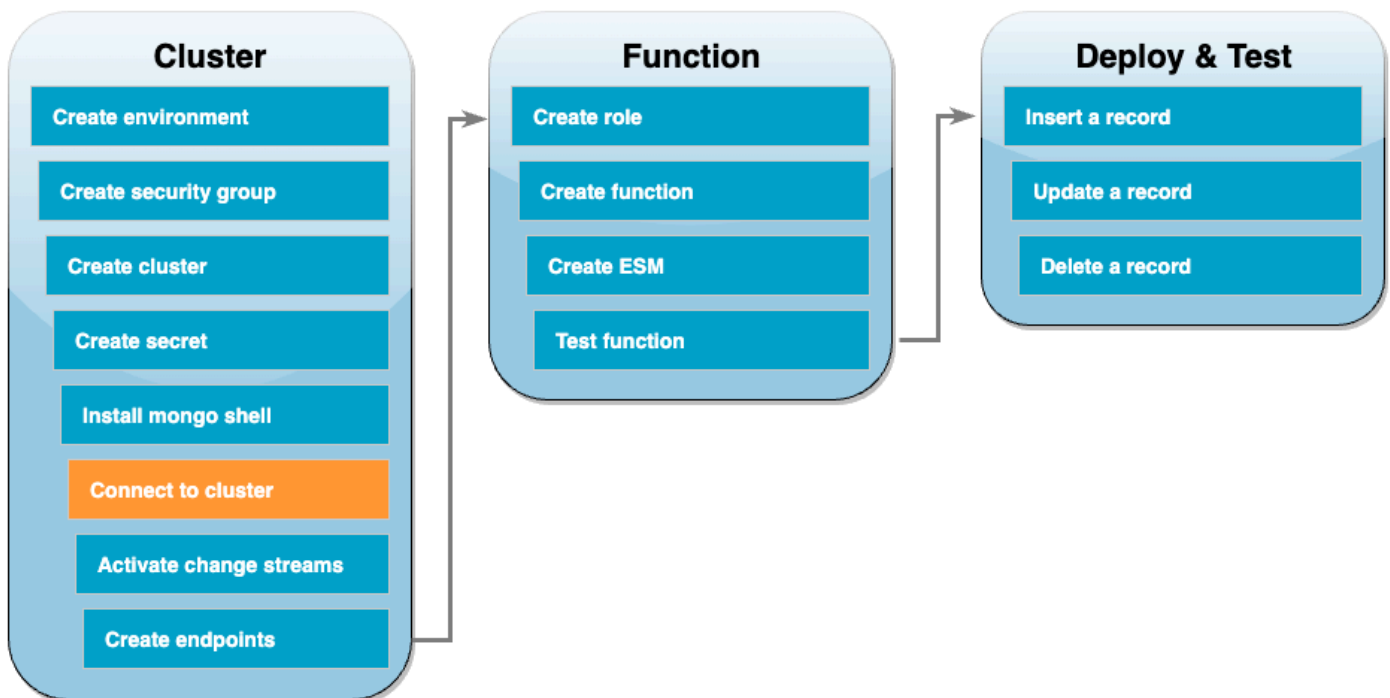 Cluster
Create environment
Create security group
Create cluster
Create secret
Install mongo shell
Connect to cluster
Activate change streams
Create endpoints
Function
Create role
Create function
Create ESM
Test function
Deploy & Test
Insert a record
Update a record
Delete a record